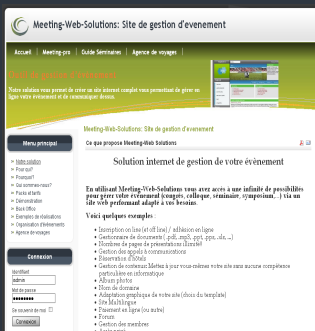 Meeting-Web-Solutions: Site de gestion d'evenement
Accueil | Meeting-pro | Guide Séminaires | Agence de voyages |
Notre solution vous permet de créer un site internet complet vous permettant de gérer en
ligne votre évènement et de communiquer dessus.
Meeting-Web-Solutions: Site de gestion d'evenement
Menu principal
Notre solution
Pour qui?
Pourquoi?
Qui sommes-nous?
Packs et tarifs
Démonstration
Back Office
Exemples de réalisations
Organisation d'évènements
Agence de voyages
Connexion
Identifiant
admin
Mot de passe
Se souvenir de moi
Connexion
Ce que propose Meeting-Web Solutions
Solution internet de gestion de votre évènement
En utilisant Meeting-Web-Solutions vous avez accès à une infinité de possibilités
pour gérer votre évènement (congrès, colloque, séminaire, symposium,..) via un
site web performant adapté à vos besoins.
Voici quelques exemples :
Inscription en line (et off line) / adhésion en ligne
Gestionnaire de documents (.pdf, .mp3, .ppt, .pps, .xls, ...)
Nombres de pages de présentations illimité
Gestion des appels à communications
Réservation d'hôtels
Gestion de contenu: Mettez à jour vous-mêmes votre site sans aucune compétence
particulière en informatique
Album photos
Nom de domaine
Adaptation graphique de votre site (choix du template)
Site Multilingue
Paiement en ligne (ou autre)
Forum
Gestion des membres